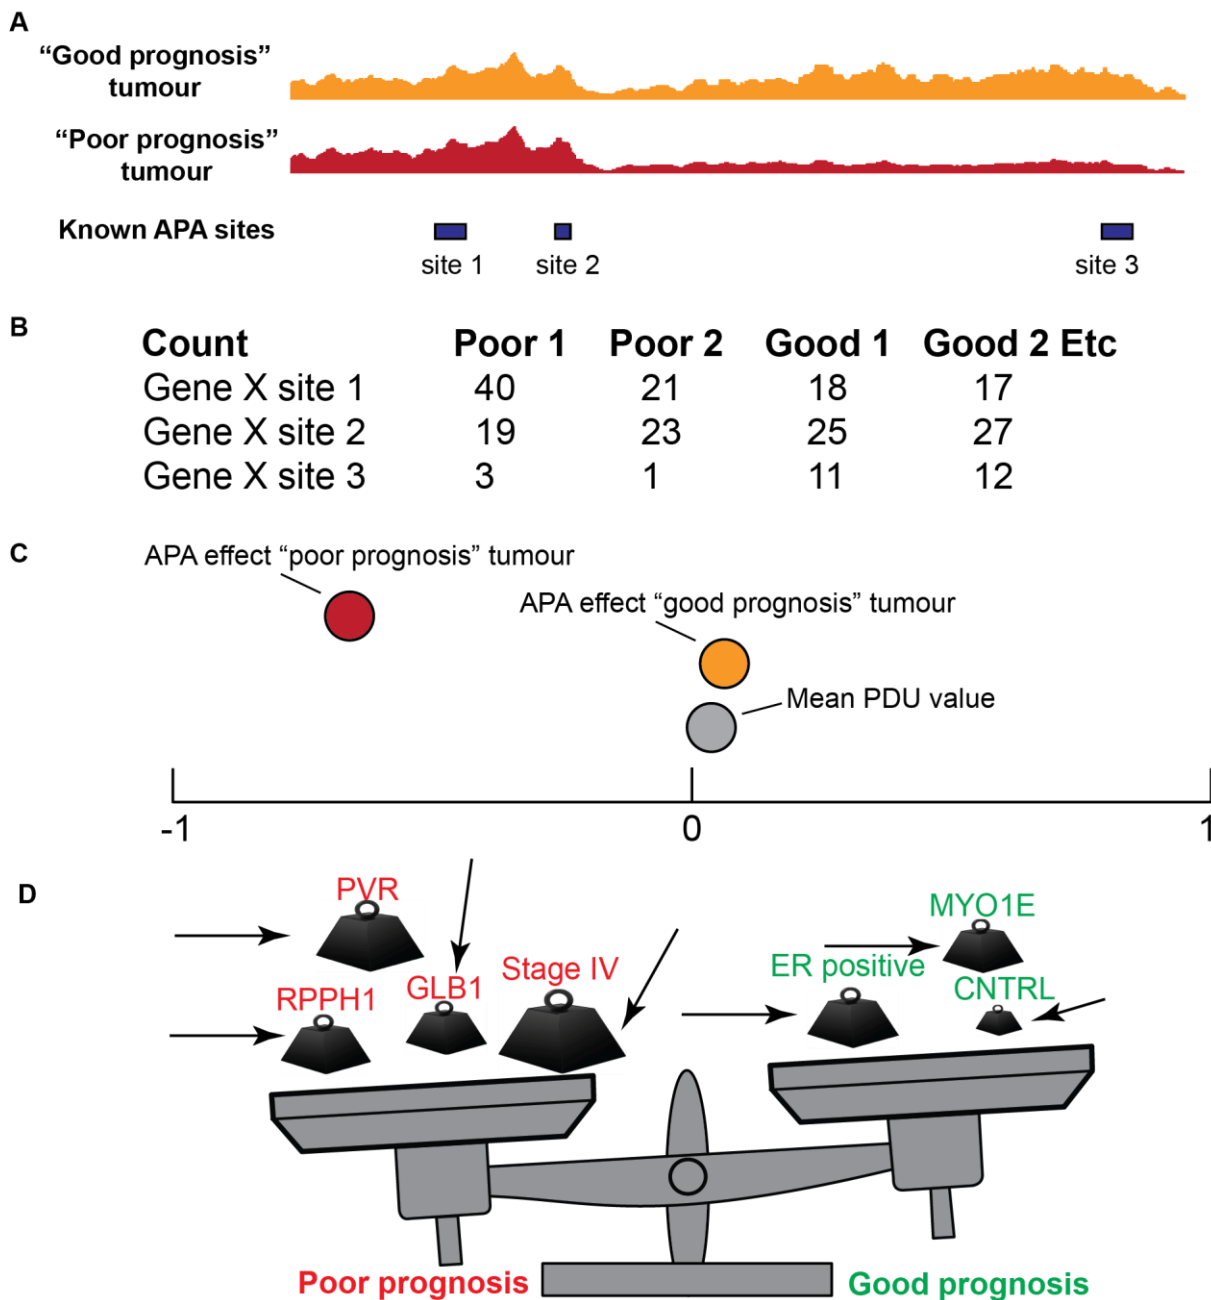 A
“Good prognosis”
tumour
“Poor prognosis”
tumour
Known APA sites
site 1 site 2 site 3
B
Count Poor 1 Poor 2 Good 1 Good 2 Etc
Gene X site 1 40 21 18 17
Gene X site 2 19 23 25 27
Gene X site 3 3 1 11 12
C
APA effect “poor prognosis” tumour
APA effect “good prognosis” tumour
Mean PDU value
-1 0 1
D
PVR
MYO1E
RPPH1 GLB1 Stage IV ER positive CNTRL
Poor prognosis Good prognosis